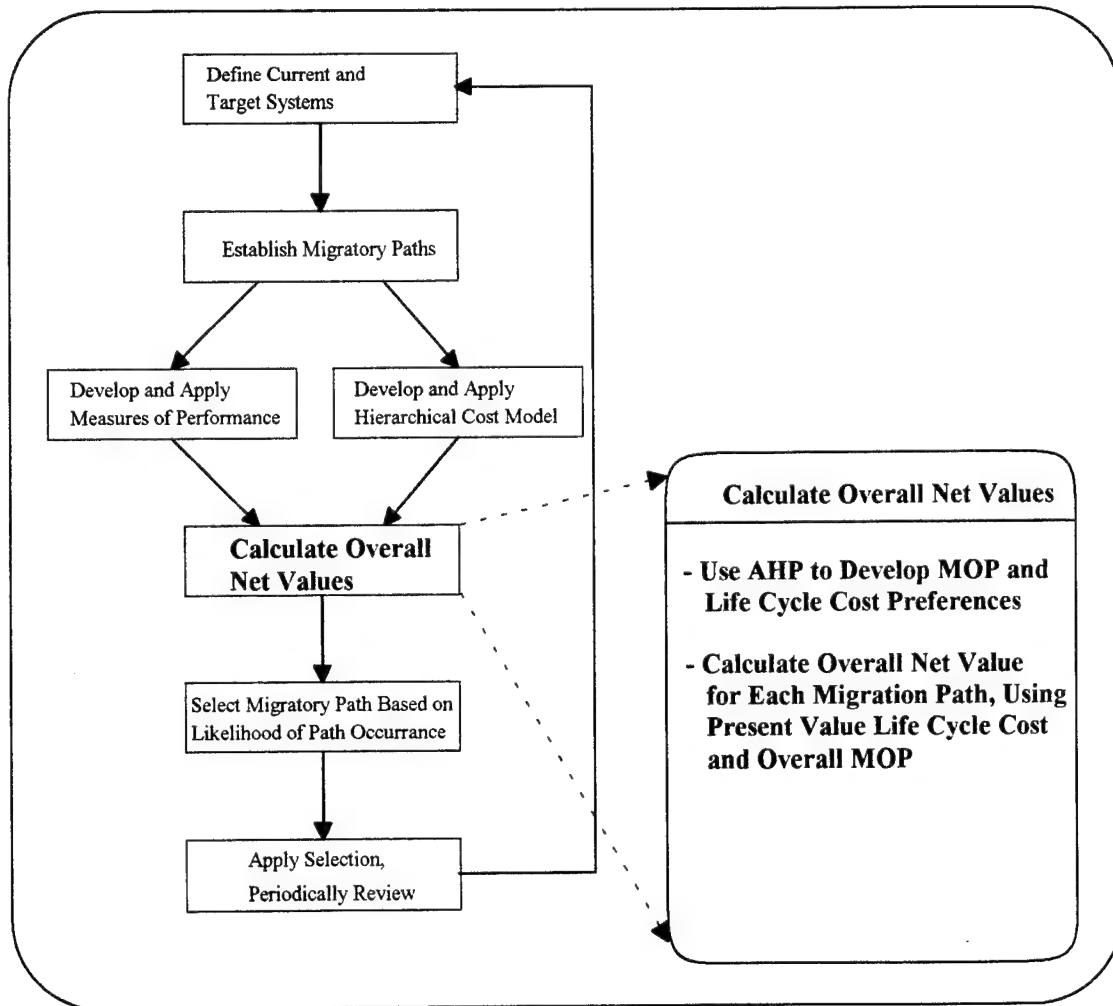 Define Current and
Target Systems
Establish Migratory Paths
Develop and Apply
Measures of Performance
Develop and Apply
Hierarchical Cost Model
Calculate Overall
Net Values
Select Migratory Path Based on
Likelihood of Path Occurrance
Apply Selection,
Periodically Review
Calculate Overall Net Values
- Use AHP to Develop MOP and
Life Cycle Cost Preferences
- Calculate Overall Net Value
for Each Migration Path, Using
Present Value Life Cycle Cost
and Overall MOP